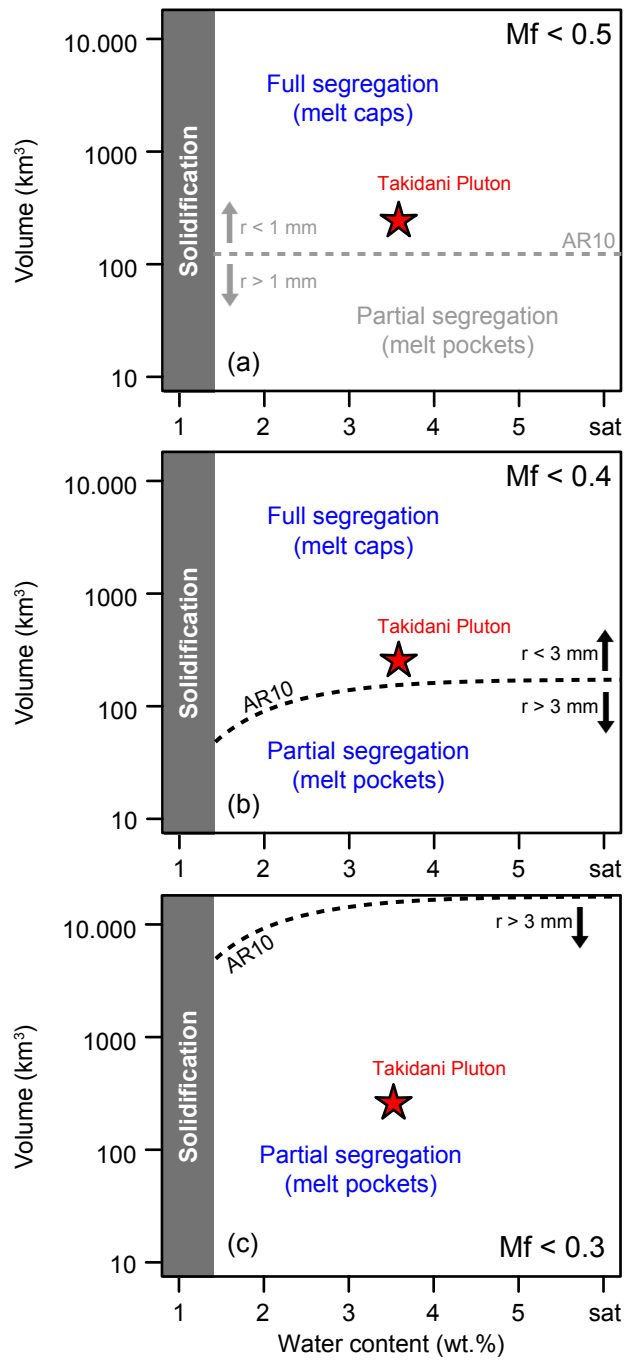 Mf < 0.5
Full segregation
(melt caps)
Takidani Pluton
r < 1 mm
AR10
r > 1 mm
Partial segregation
(melt pockets)
(a)
Solidification
Volume (km³)
10.000
1000
100
10
1 2 3 4 5 sat
Mf < 0.4
Full segregation
(melt caps)
Takidani Pluton
r < 3 mm
AR10
r > 3 mm
Partial segregation
(melt pockets)
(b)
Solidification
Volume (km³)
10.000
1000
100
10
1 2 3 4 5 sat
r > 3 mm
AR10
Takidani Pluton
Partial segregation
(melt pockets)
(c)
Mf < 0.3
Solidification
Volume (km³)
10.000
1000
100
10
1 2 3 4 5 sat
Water content (wt.%)